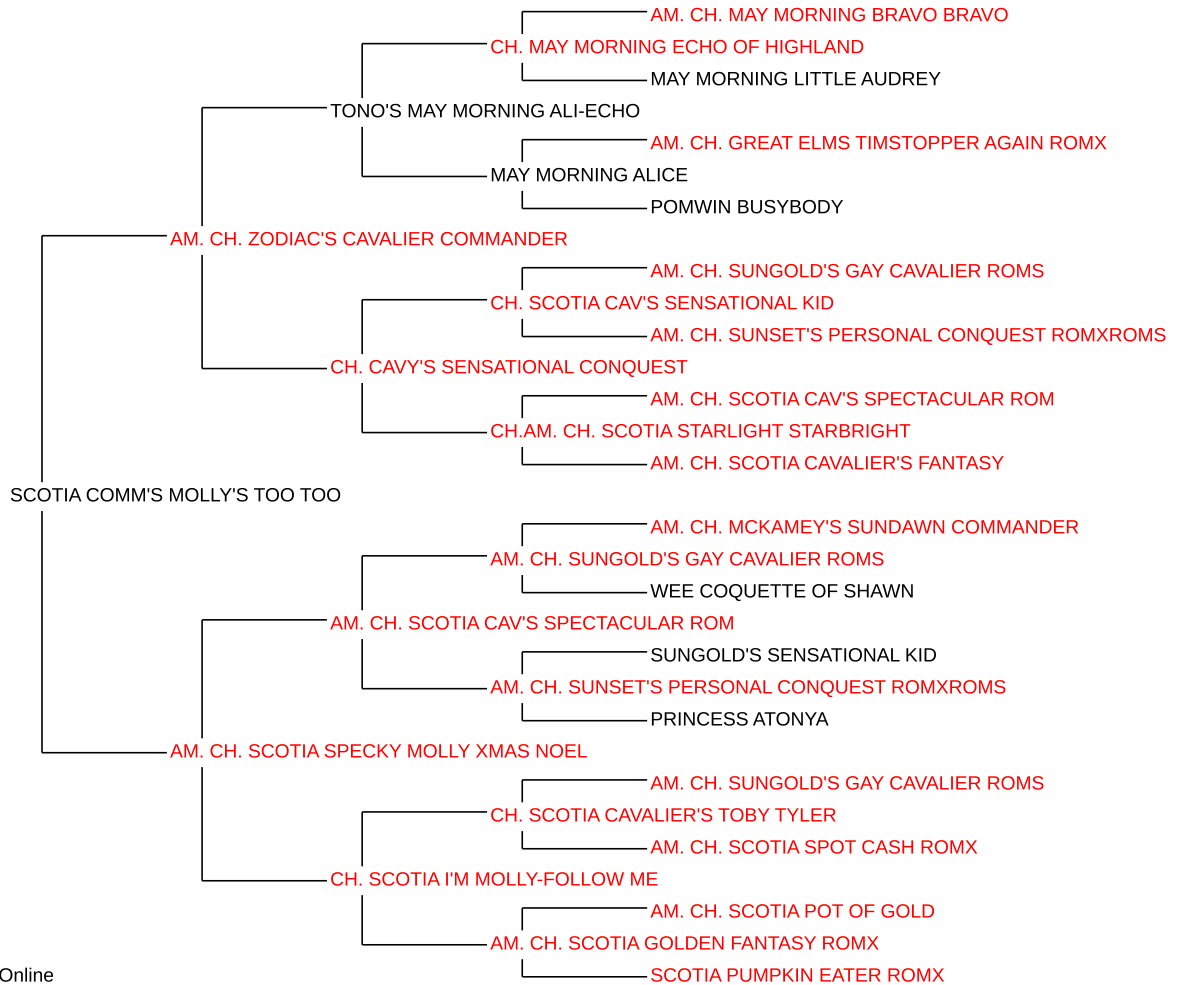 AM. CH. MAY MORNING BRAVO BRAVO
CH. MAY MORNING ECHO OF HIGHLAND
MAY MORNING LITTLE AUDREY
TONO'S MAY MORNING ALI-ECHO
AM. CH. GREAT ELMS TIMSTOPPER AGAIN ROMX
MAY MORNING ALICE
POMWIN BUSYBODY
AM. CH. ZODIAC'S CAVALIER COMMANDER
AM. CH. SUNGOLD'S GAY CAVALIER ROMS
CH. SCOTIA CAV'S SENSATIONAL KID
AM. CH. SUNSET'S PERSONAL CONQUEST ROMXROMS
CH. CAVY'S SENSATIONAL CONQUEST
AM. CH. SCOTIA CAV'S SPECTACULAR ROM
CH.AM. CH. SCOTIA STARLIGHT STARBRIGHT
AM. CH. SCOTIA CAVALIER'S FANTASY
SCOTIA COMM'S MOLLY'S TOO TOO
AM. CH. MCKAMEY'S SUNDAWN COMMANDER
AM. CH. SUNGOLD'S GAY CAVALIER ROMS
WEE COQUETTE OF SHAWN
AM. CH. SCOTIA CAV'S SPECTACULAR ROM
SUNGOLD'S SENSATIONAL KID
AM. CH. SUNSET'S PERSONAL CONQUEST ROMXROMS
PRINCESS ATONYA
AM. CH. SCOTIA SPECKY MOLLY XMAS NOEL
AM. CH. SUNGOLD'S GAY CAVALIER ROMS
CH. SCOTIA CAVALIER'S TOBY TYLER
AM. CH. SCOTIA SPOT CASH ROMX
CH. SCOTIA I'M MOLLY-FOLLOW ME
AM. CH. SCOTIA POT OF GOLD
AM. CH. SCOTIA GOLDEN FANTASY ROMX
SCOTIA PUMPKIN EATER ROMX
Online